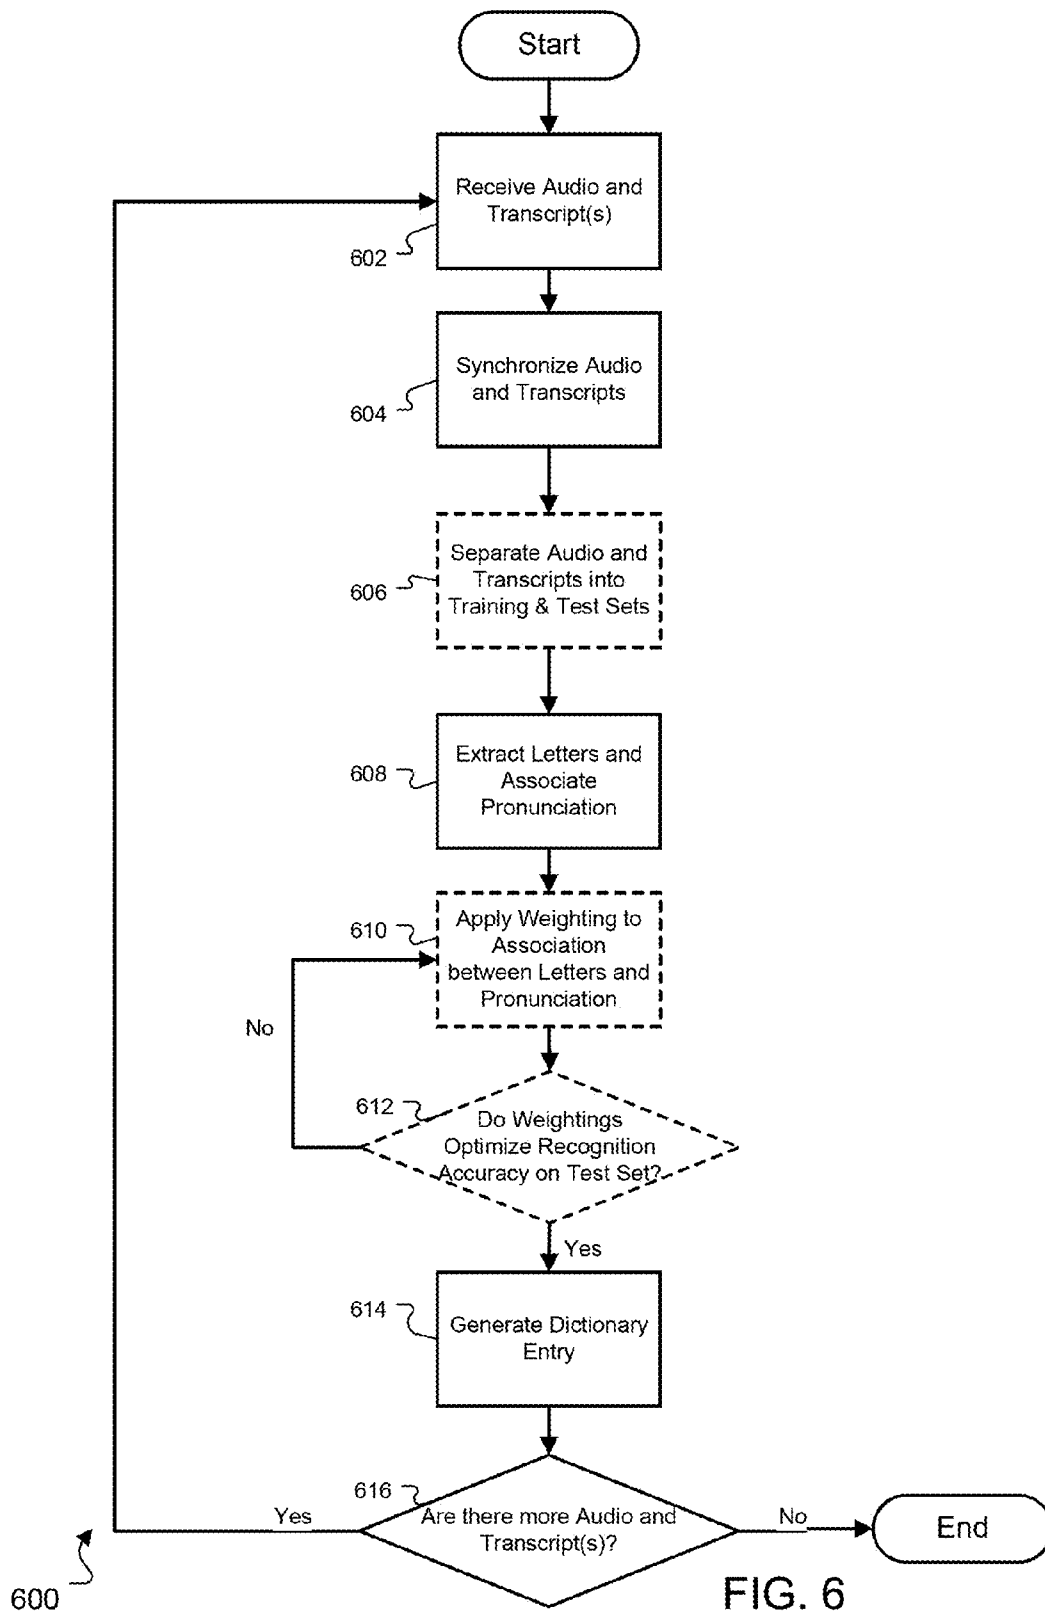 Start
Receive Audio and
Transcript(s)
602
Synchronize Audio
and Transcripts
604
Separate Audio and
Transcripts into
Training & Test Sets
606
Extract Letters and
Associate
Pronunciation
608
Apply Weighting to
Association
between Letters and
Pronunciation
610
No
612
Do Weightings
Optimize Recognition
Accuracy on Test Set?
Yes
614
Generate Dictionary
Entry
616
Are there more Audio and
Transcript(s)?
Yes
No
End
600
FIG. 6